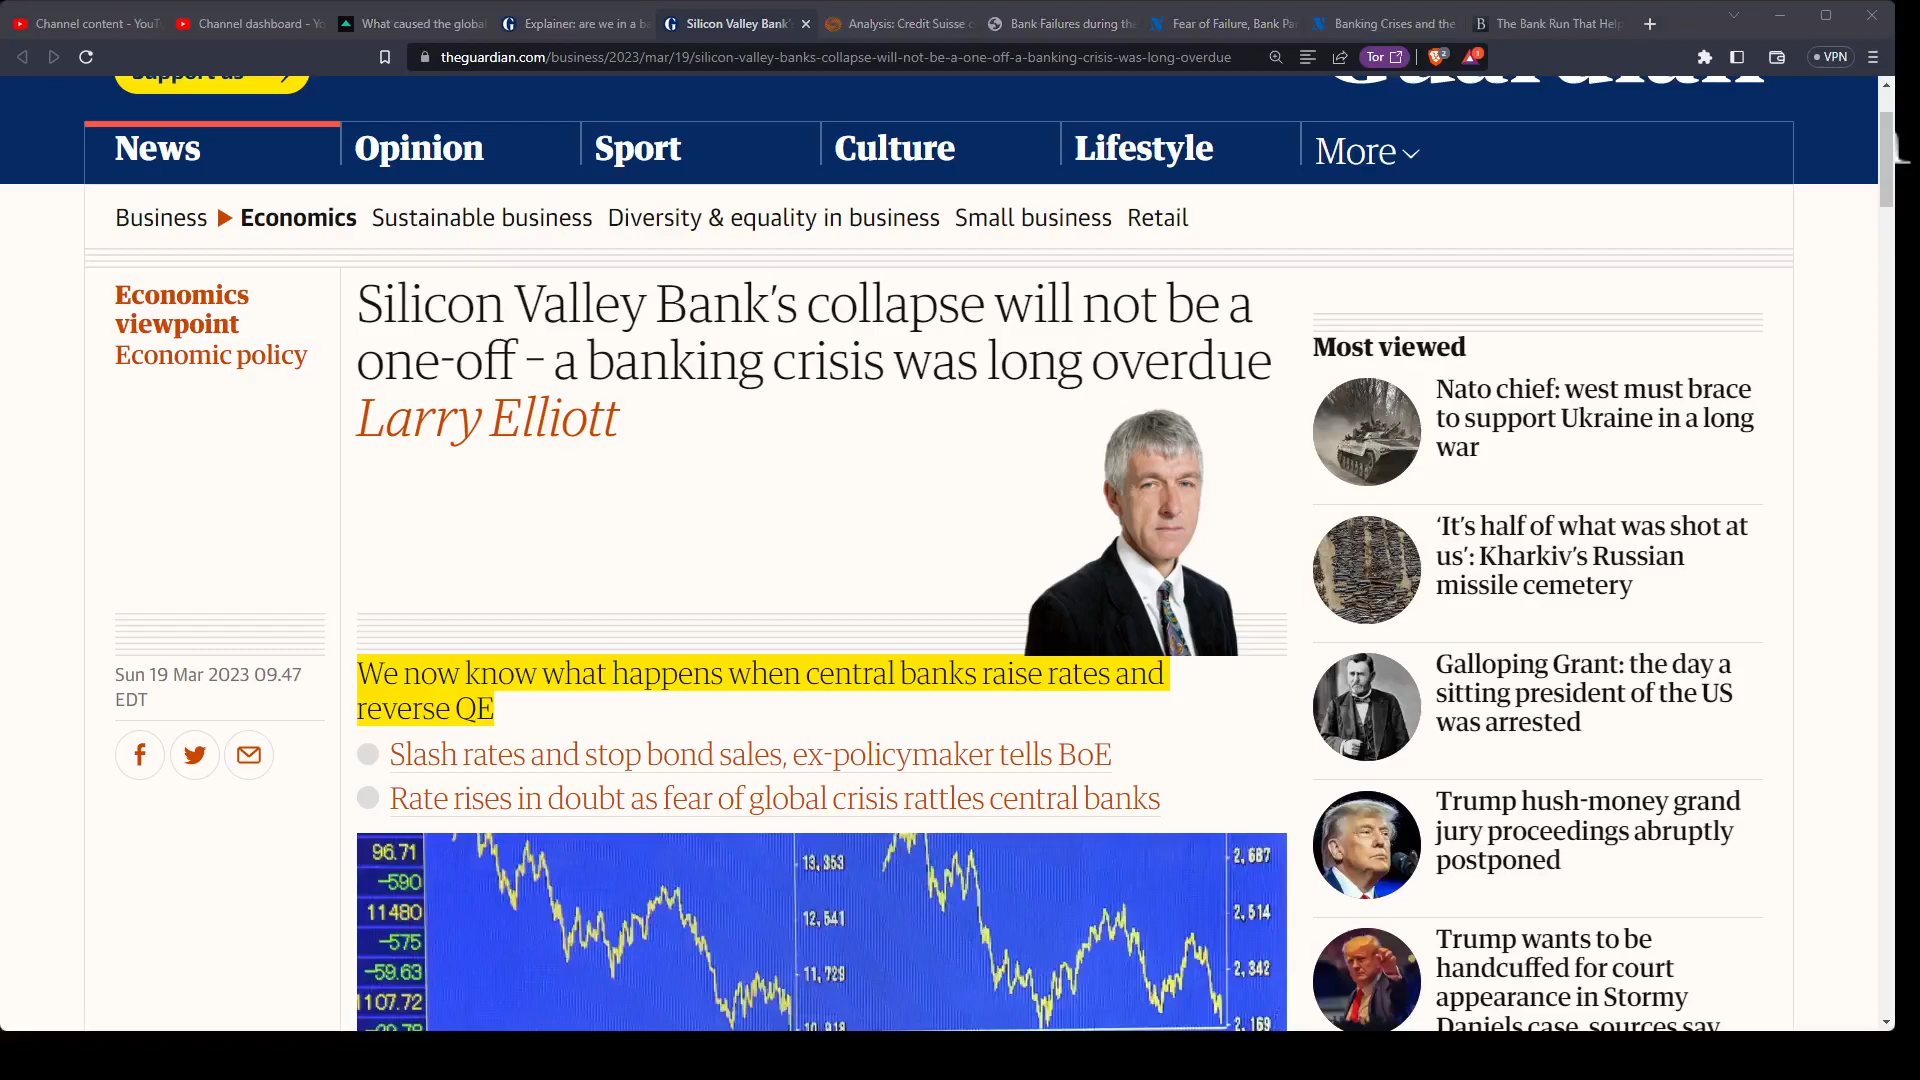 Channel content - YouT
Channel dashboard - Yo
What caused the global
Explainer: are we in a b
Silicon Valley Bank's
Analysis: Credit Suisse
Bank Failures during the
Fear of Failure, Bank Pa
Banking Crises and the
The Bank Run That Help
theguardian.com/business/2023/mar/19/silicon-valley-banks-collapse-will-not-be-a-one-off-a-banking-crisis-was-long-overdue
Tor
2
1
VPN
Support us
Guardian
News
Opinion
Sport
Culture
Lifestyle
More
Business
Economics
Sustainable business
Diversity & equality in business
Small business
Retail
Economics
viewpoint
Economic policy
Silicon Valley Bank's collapse will not be a
one-off – a banking crisis was long overdue
Larry Elliott
Sun 19 Mar 2023 09.47
EDT
We now know what happens when central banks raise rates and
reverse QE
Slash rates and stop bond sales, ex-policymaker tells BoE
Rate rises in doubt as fear of global crisis rattles central banks
96.71
-590
11480
-575
-59.63
1107.72
13,353
12,541
11,729
10,918
2,687
2,514
2,342
2,169
Most viewed
Nato chief: west must brace
to support Ukraine in a long
war
'It's half of what was shot at
us': Kharkiv's Russian
missile cemetery
Galloping Grant: the day a
sitting president of the US
was arrested
Trump hush-money grand
jury proceedings abruptly
postponed
Trump wants to be
handcuffed for court
appearance in Stormy
Daniels case, sources say